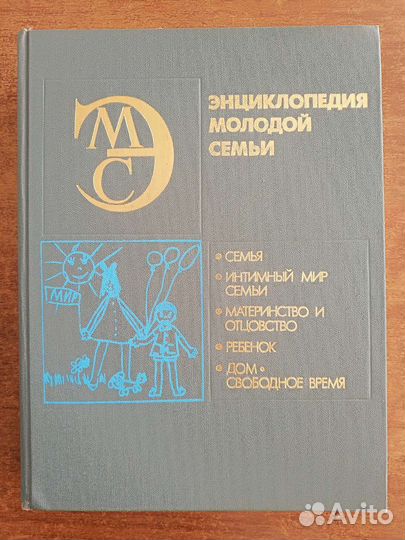 ЭМС
ЭНЦИКЛОПЕДИЯ
МОЛОДОЙ
СЕМЬИ
МИР
• СЕМЬЯ
• ИНТИМНЫЙ МИР
СЕМЬИ
• МАТЕРИНСТВО И
ОТЦОВСТВО
• РЕБЕНОК
• ДОМ •
СВОБОДНОЕ ВРЕМЯ
Avito